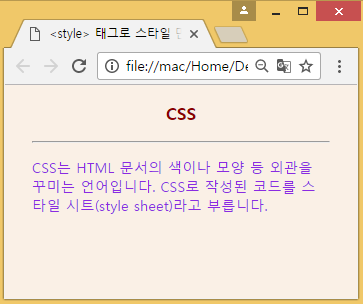 <style> 태그로 스타일
file://mac/Home/De
CSS
CSS는 HTML 문서의 색이나 모양 등 외관을
꾸미는 언어입니다. CSS로 작성된 코드를 스
타일 시트(style sheet)라고 부릅니다.